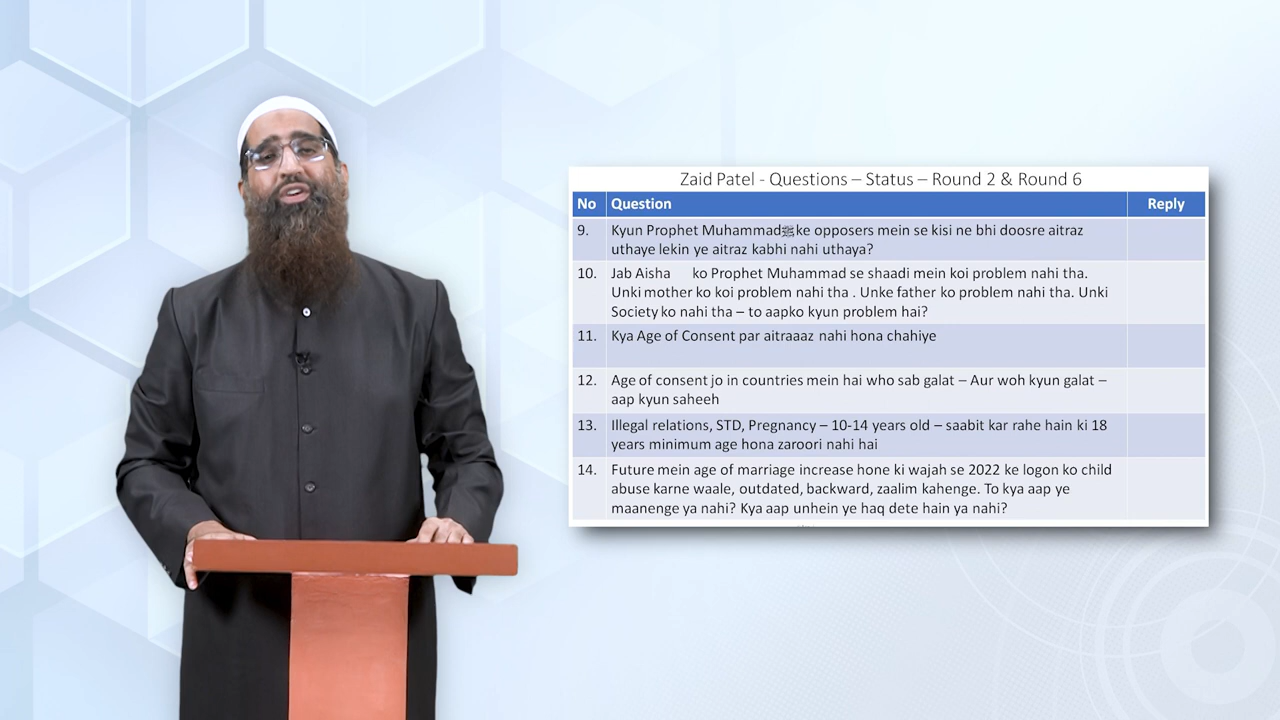 Zaid Patel - Questions – Status – Round 2 & Round 6
No Question Reply
9. Kyun Prophet Muhammadﷺke opposers mein se kisi ne bhi doosre aitraz
uthaye lekin ye aitraz kabhi nahi uthaya?
10. Jab Aisha ko Prophet Muhammad se shaadi mein koi problem nahi tha.
Unki mother ko koi problem nahi tha . Unke father ko problem nahi tha. Unki
Society ko nahi tha – to aapko kyun problem hai?
11. Kya Age of Consent par aitraaaz nahi hona chahiye
12. Age of consent jo in countries mein hai who sab galat – Aur woh kyun galat –
aap kyun saheeh
13. Illegal relations, STD, Pregnancy – 10-14 years old – saabit kar rahe hain ki 18
years minimum age hona zaroori nahi hai
14. Future mein age of marriage increase hone ki wajah se 2022 ke logon ko child
abuse karne waale, outdated, backward, zaalim kahenge. To kya aap ye
maanenge ya nahi? Kya aap unhein ye haq dete hain ya nahi?